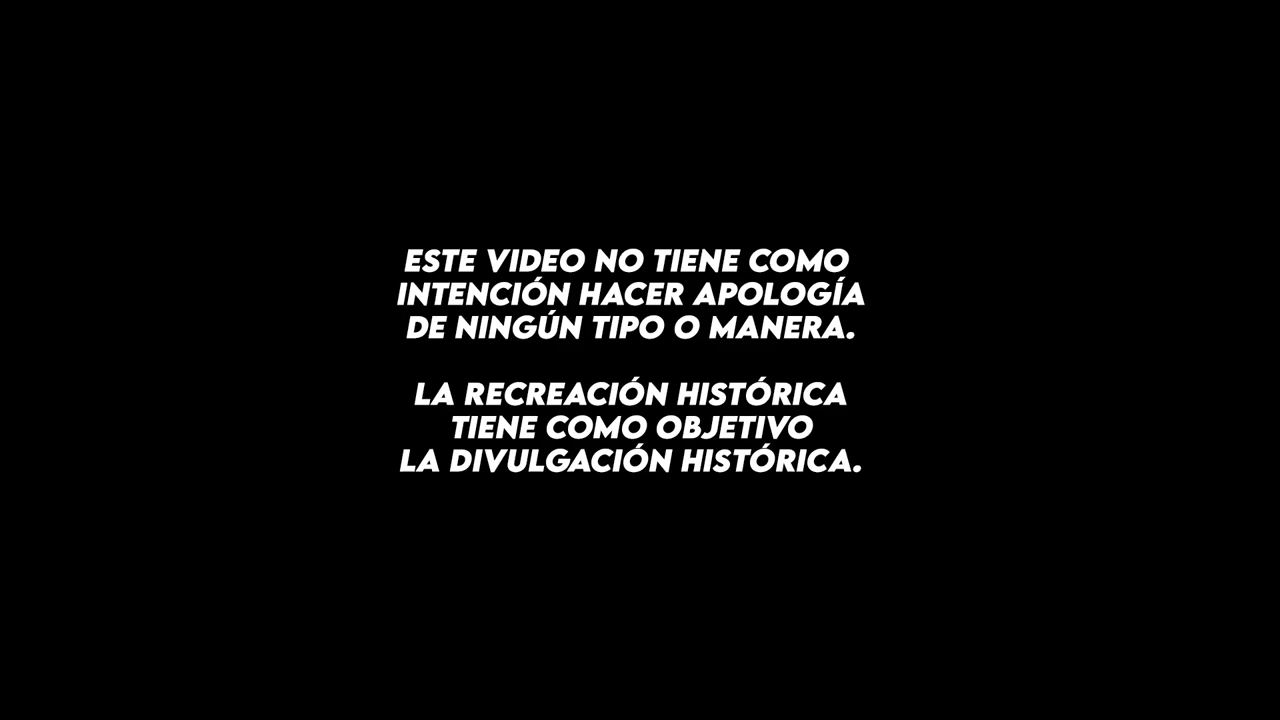 ESTE VIDEO NO TIENE COMO
INTENCIÓN HACER APOLOGÍA
DE NINGÚN TIPO O MANERA.
LA RECREACIÓN HISTÓRICA
TIENE COMO OBJETIVO
LA DIVULGACIÓN HISTÓRICA.